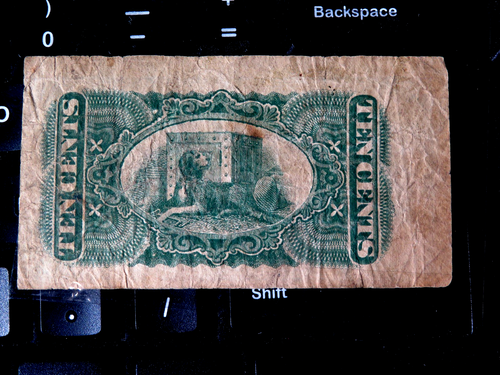 )
_
+
Backspace
0
-
=
TEN CENTS
TEN CENTS
Shift
/
.